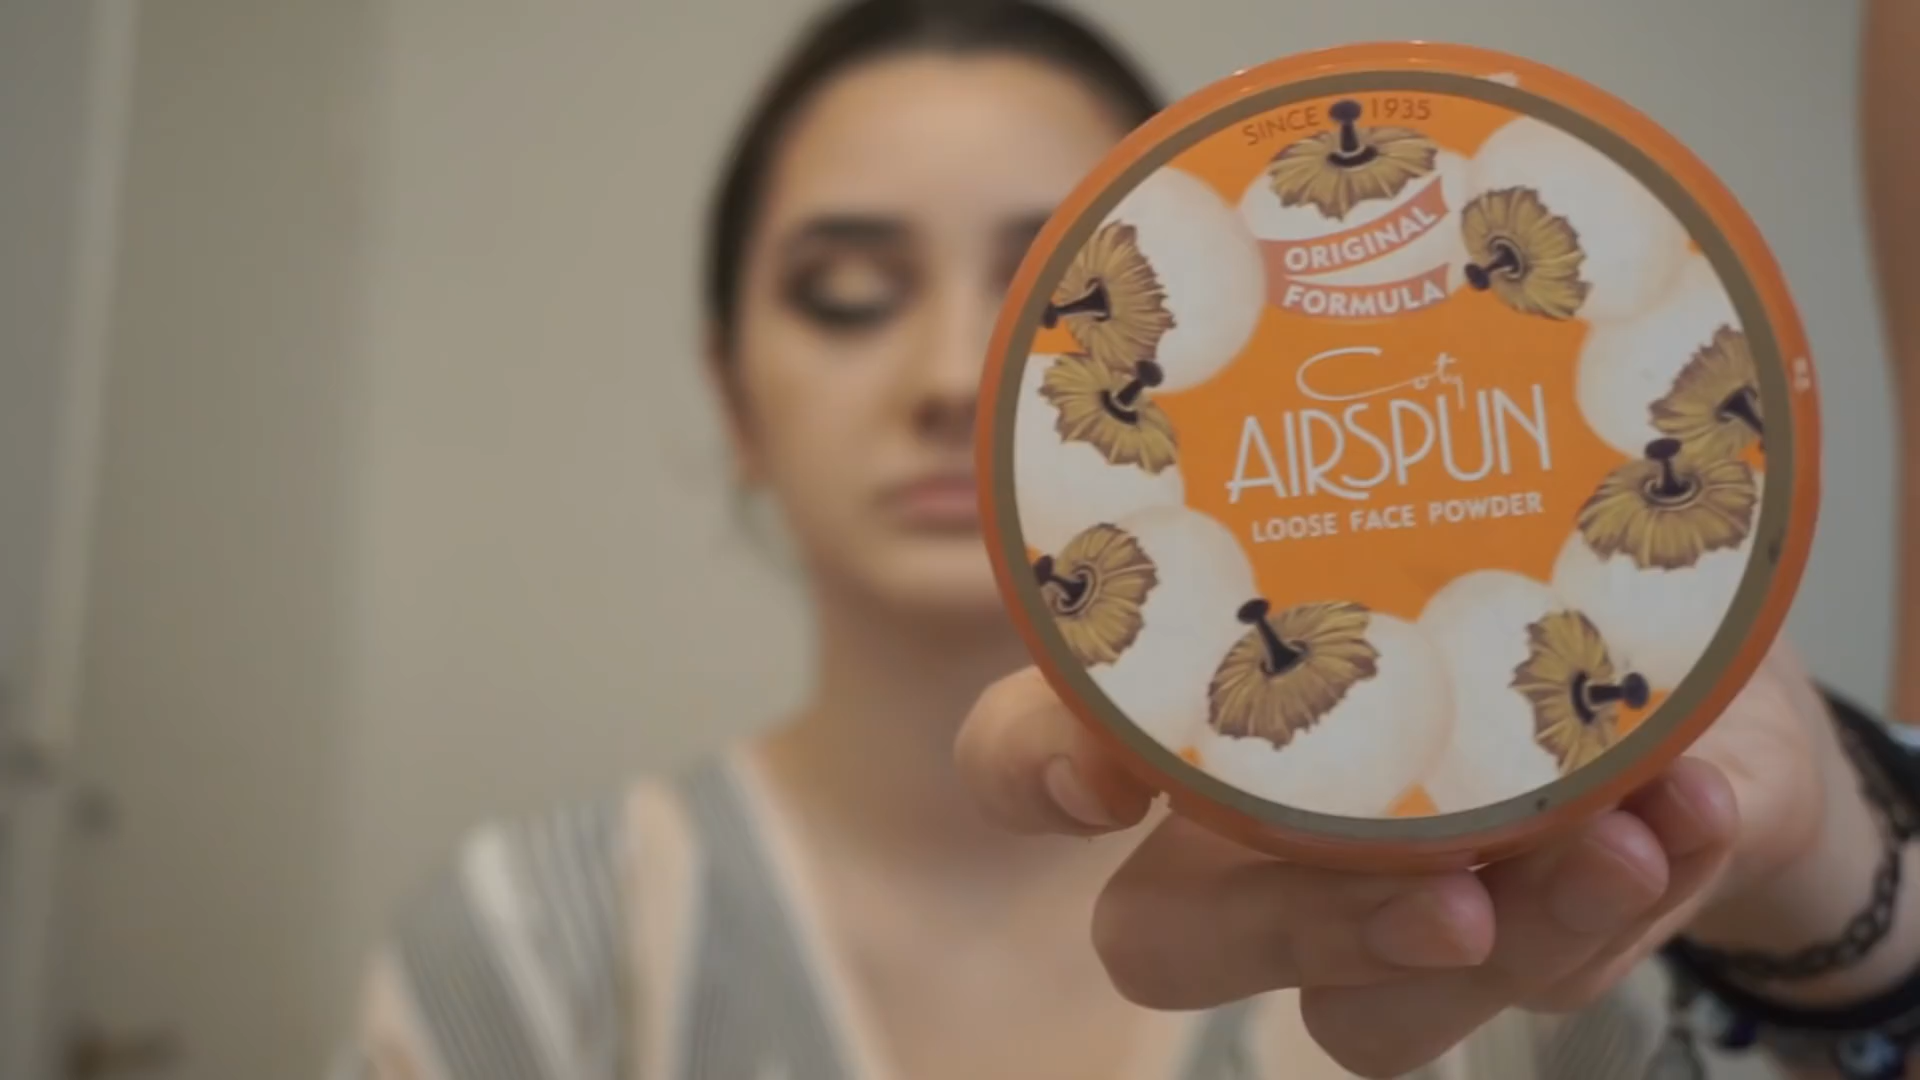 SINCE 1935
ORIGINAL
FORMULA
Coty
AIRSPUN
LOOSE FACE POWDER